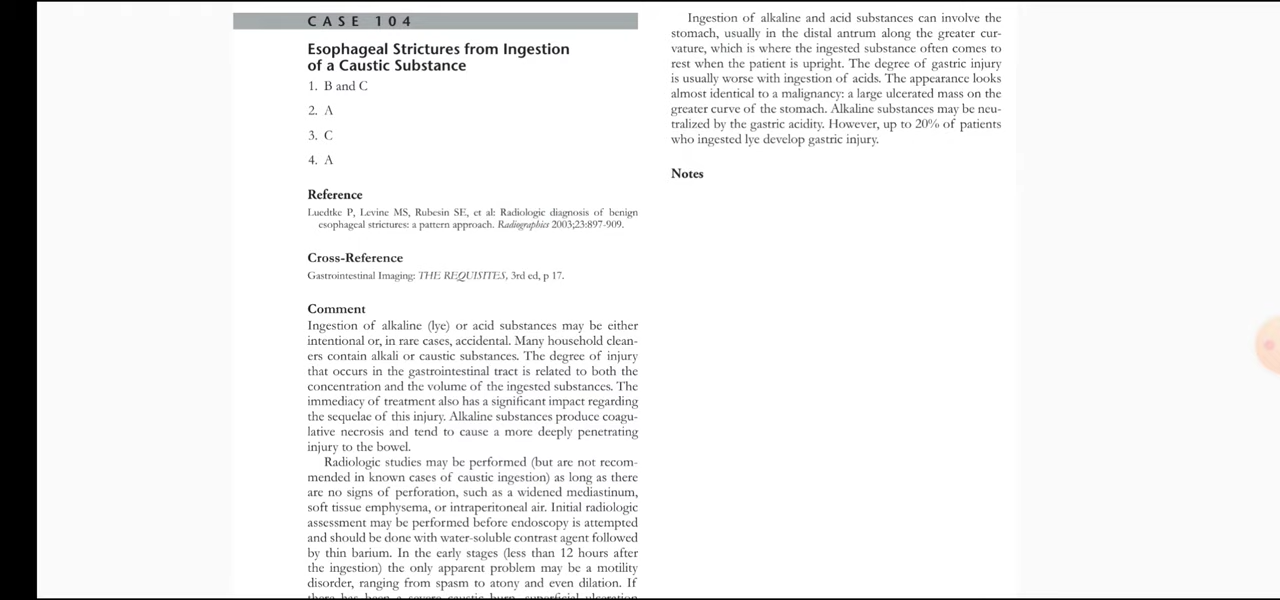 CASE 104
Esophageal Strictures from Ingestion
of a Caustic Substance
1. B and C
2. A
3. C
4. A
Reference
Luedtke P, Levine MS, Rubesin SE, et al: Radiologic diagnosis of benign
esophageal strictures: a pattern approach. Radiographics 2003;23:897-909.
Cross-Reference
Gastrointestinal Imaging: THE REQUISITES, 3rd ed, p 17.
Comment
Ingestion of alkaline (lye) or acid substances may be either
intentional or, in rare cases, accidental. Many household clean-
ers contain alkali or caustic substances. The degree of injury
that occurs in the gastrointestinal tract is related to both the
concentration and the volume of the ingested substances. The
immediacy of treatment also has a significant impact regarding
the sequelae of this injury. Alkaline substances produce coagu-
lative necrosis and tend to cause a more deeply penetrating
injury to the bowel.
Radiologic studies may be performed (but are not recom-
mended in known cases of caustic ingestion) as long as there
are no signs of perforation, such as a widened mediastinum,
soft tissue emphysema, or intraperitoneal air. Initial radiologic
assessment may be performed before endoscopy is attempted
and should be done with water-soluble contrast agent followed
by thin barium. In the early stages (less than 12 hours after
the ingestion) the only apparent problem may be a motility
disorder, ranging from spasm to atony and even dilation. If
there has been a severe caustic burn, superficial ulceration
Ingestion of alkaline and acid substances can involve the
stomach, usually in the distal antrum along the greater cur-
vature, which is where the ingested substance often comes to
rest when the patient is upright. The degree of gastric injury
is usually worse with ingestion of acids. The appearance looks
almost identical to a malignancy: a large ulcerated mass on the
greater curve of the stomach. Alkaline substances may be neu-
tralized by the gastric acidity. However, up to 20% of patients
who ingested lye develop gastric injury.
Notes